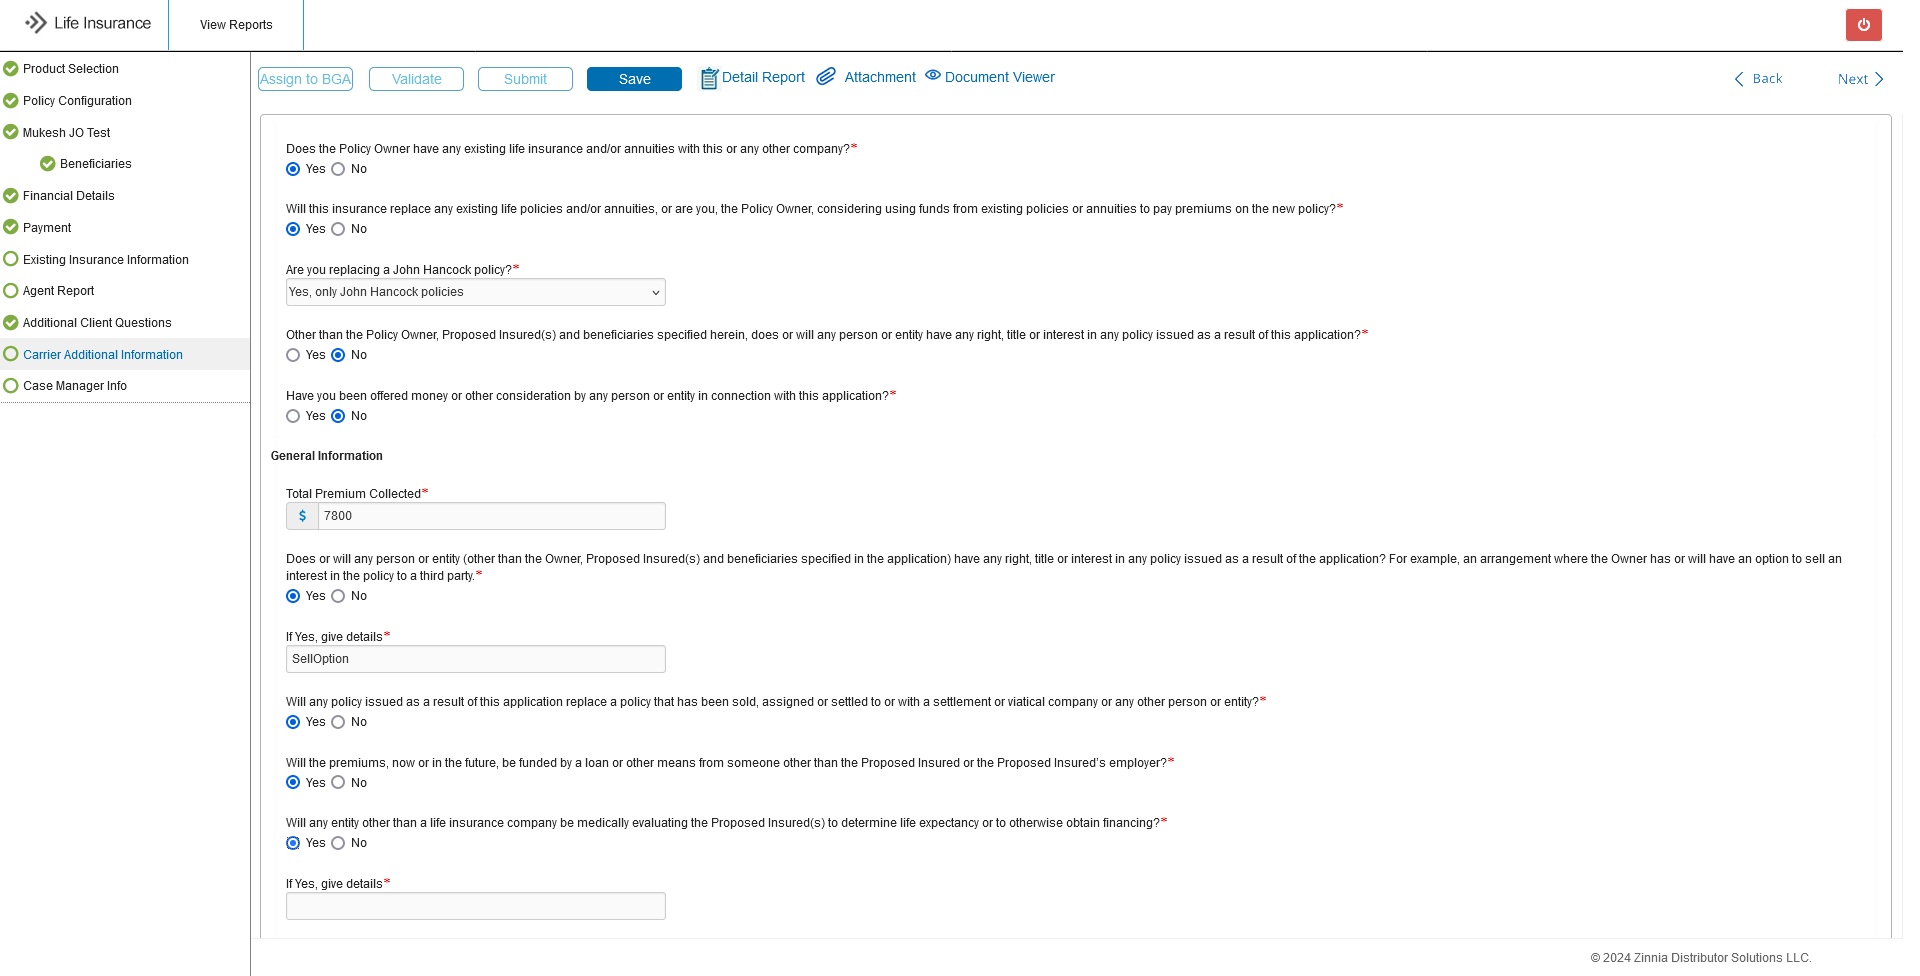 Life Insurance
View Reports
Product Selection
Policy Configuration
Mukesh JO Test
Beneficiaries
Financial Details
Payment
Existing Insurance Information
Agent Report
Additional Client Questions
Carrier Additional Information
Case Manager Info
Assign to BGA
Validate
Submit
Save
Detail Report
Attachment
Document Viewer
Back
Next
Does the Policy Owner have any existing life insurance and/or annuities with this or any other company?*
Yes No
Will this insurance replace any existing life policies and/or annuities, or are you, the Policy Owner, considering using funds from existing policies or annuities to pay premiums on the new policy?*
Yes No
Are you replacing a John Hancock policy?*
Yes, only John Hancock policies
Other than the Policy Owner, Proposed Insured(s) and beneficiaries specified herein, does or will any person or entity have any right, title or interest in any policy issued as a result of this application?*
Yes No
Have you been offered money or other consideration by any person or entity in connection with this application?*
Yes No
General Information
Total Premium Collected*
$ 7800
Does or will any person or entity (other than the Owner, Proposed Insured(s) and beneficiaries specified in the application) have any right, title or interest in any policy issued as a result of the application? For example, an arrangement where the Owner has or will have an option to sell an
interest in the policy to a third party.*
Yes No
If Yes, give details*
SellOption
Will any policy issued as a result of this application replace a policy that has been sold, assigned or settled to or with a settlement or viatical company or any other person or entity?*
Yes No
Will the premiums, now or in the future, be funded by a loan or other means from someone other than the Proposed Insured or the Proposed Insured's employer?*
Yes No
Will any entity other than a life insurance company be medically evaluating the Proposed Insured(s) to determine life expectancy or to otherwise obtain financing?*
Yes No
If Yes, give details*
© 2024 Zinnia Distributor Solutions LLC.